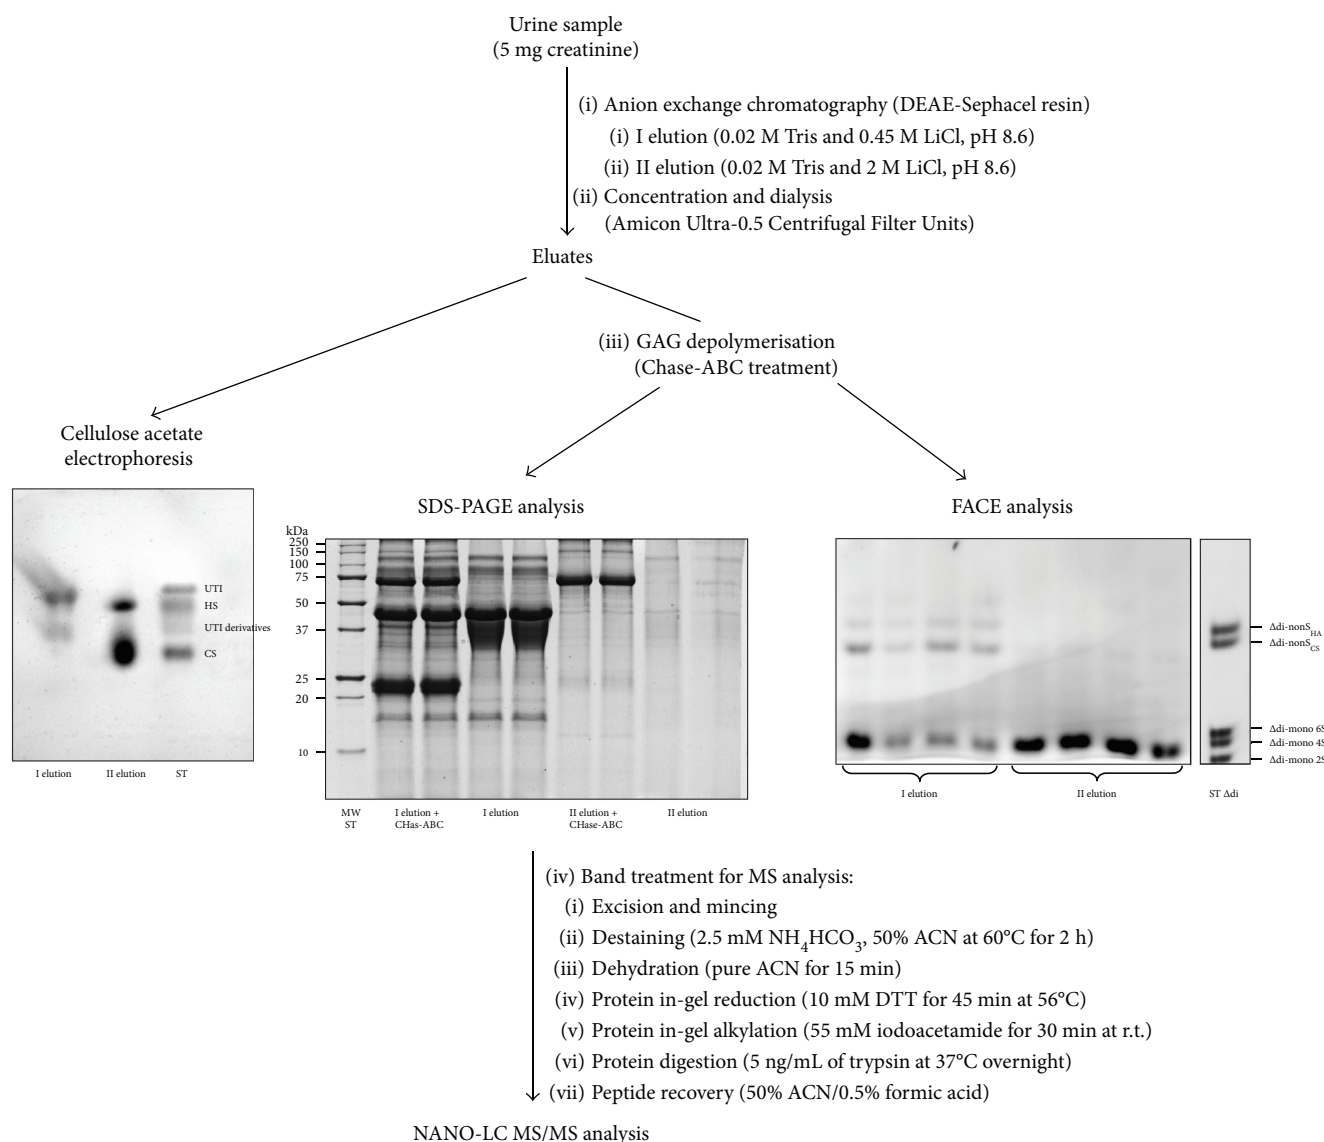 Urine sample
(5 mg creatinine)
(i) Anion exchange chromatography (DEAE-Sephacel resin)
(i) I elution (0.02 M Tris and 0.45 M LiCl, pH 8.6)
(ii) II elution (0.02 M Tris and 2 M LiCl, pH 8.6)
(ii) Concentration and dialysis
(Amicon Ultra-0.5 Centrifugal Filter Units)
Eluates
(iii) GAG depolymerisation
(Chase-ABC treatment)
Cellulose acetate
electrophoresis
UTI
HS
UTI derivatives
CS
I elution
II elution
ST
SDS-PAGE analysis
kDa
250
150
100
75
50
37
25
20
10
MW
ST
I elution +
CHas-ABC
I elution
II elution +
CHase-ABC
II elution
FACE analysis
Δdi-nonS_HA
Δdi-nonS_CS
Δdi-mono 6S
Δdi-mono 4S
Δdi-mono 2S
I elution
II elution
ST Δdi
(iv) Band treatment for MS analysis:
(i) Excision and mincing
(ii) Destaining (2.5 mM NH4HCO3, 50% ACN at 60°C for 2 h)
(iii) Dehydration (pure ACN for 15 min)
(iv) Protein in-gel reduction (10 mM DTT for 45 min at 56°C)
(v) Protein in-gel alkylation (55 mM iodoacetamide for 30 min at r.t.)
(vi) Protein digestion (5 ng/mL of trypsin at 37°C overnight)
(vii) Peptide recovery (50% ACN/0.5% formic acid)
NANO-LC MS/MS analysis